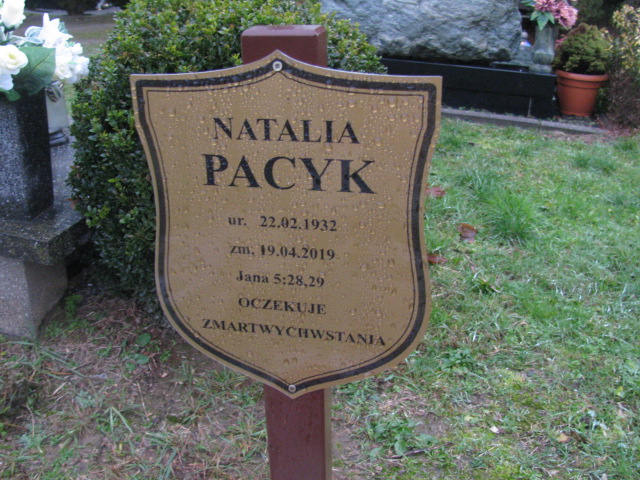 NATALIA
PACYK
ur. 22.02.1932
zm, 19.04.2019
Jana 5:28,29
OCZEKUJE
ZMARTWYCHWSTANIA